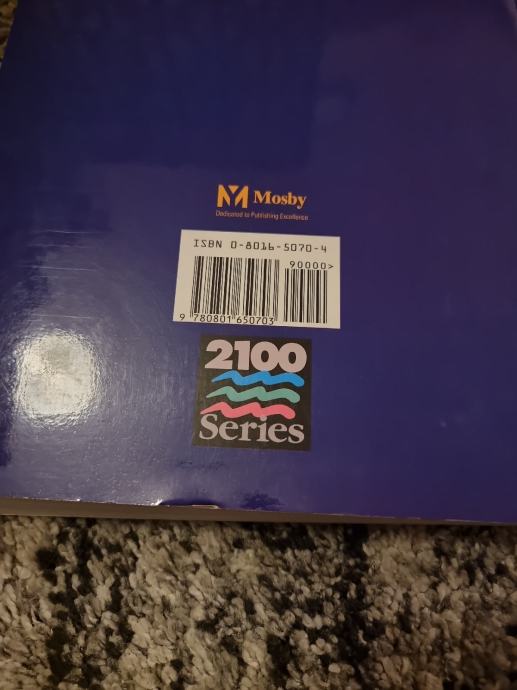 Mosby
Dedicated to Publishing Excellence
ISBN 0-8016-5070-4
90000>
9 780801 650703
2100
Series